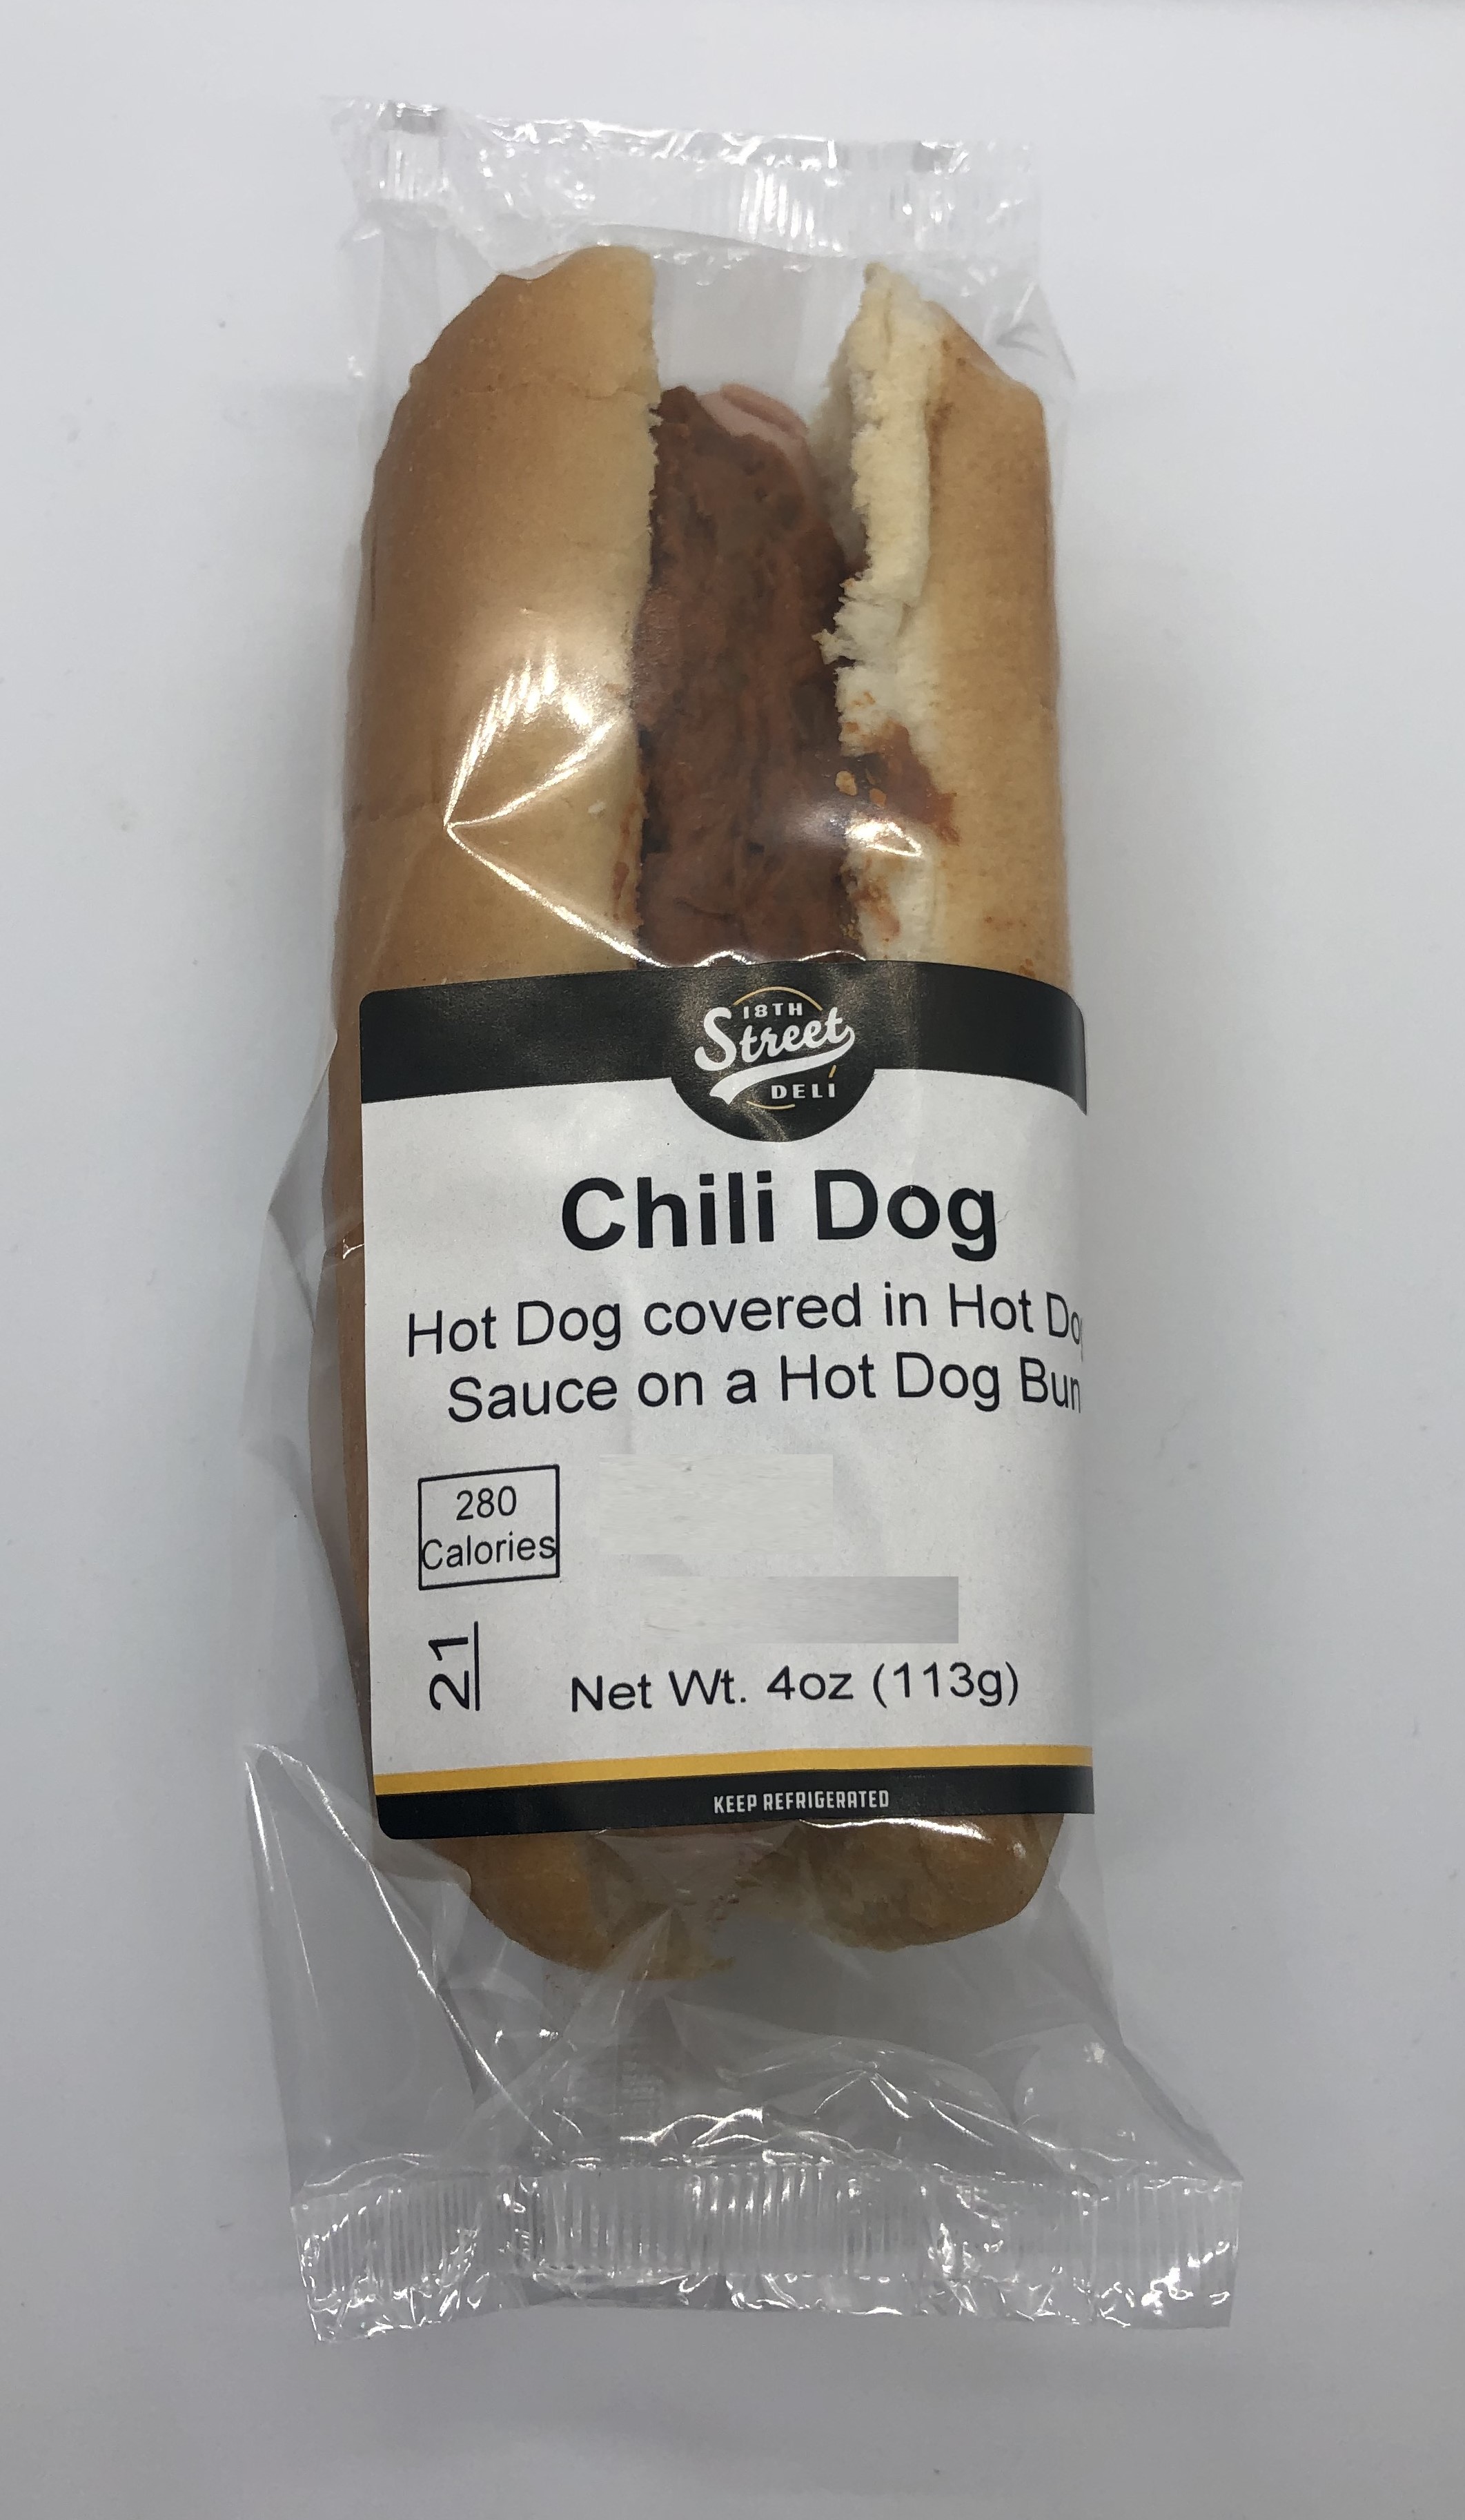 18TH
Street
DELI
Chili Dog
Hot Dog covered in Hot Do
Sauce on a Hot Dog Bun
280
Calories
21
Net Wt. 4oz (113g)
KEEP REFRIGERATED